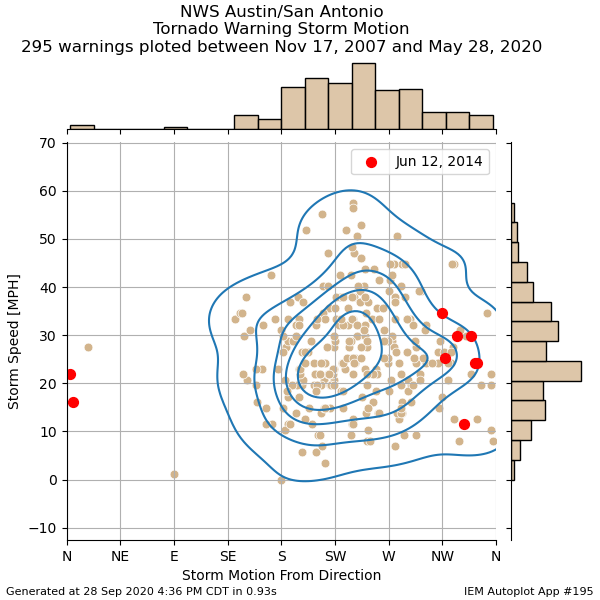 NWS Austin/San Antonio
Tornado Warning Storm Motion
295 warnings ploted between Nov 17, 2007 and May 28, 2020
Jun 12, 2014
70
60
50
40
30
20
10
0
−10
Storm Speed [MPH]
N NE E SE S SW W NW N
Storm Motion From Direction
Generated at 28 Sep 2020 4:36 PM CDT in 0.93s
IEM Autoplot App #195